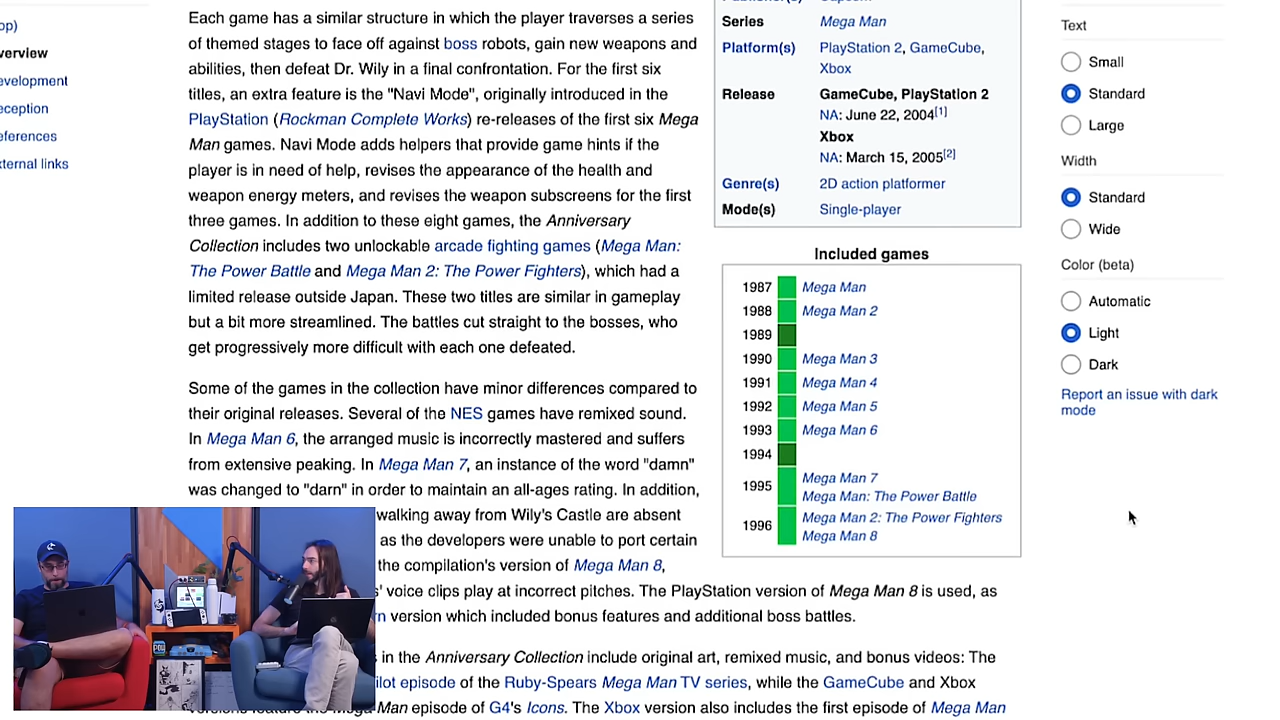 op)
verview
evelopment
eception
eferences
xternal links
Each game has a similar structure in which the player traverses a series
of themed stages to face off against boss robots, gain new weapons and
abilities, then defeat Dr. Wily in a final confrontation. For the first six
titles, an extra feature is the "Navi Mode", originally introduced in the
PlayStation (Rockman Complete Works) re-releases of the first six Mega
Man games. Navi Mode adds helpers that provide game hints if the
player is in need of help, revises the appearance of the health and
weapon energy meters, and revises the weapon subscreens for the first
three games. In addition to these eight games, the Anniversary
Collection includes two unlockable arcade fighting games (Mega Man:
The Power Battle and Mega Man 2: The Power Fighters), which had a
limited release outside Japan. These two titles are similar in gameplay
but a bit more streamlined. The battles cut straight to the bosses, who
get progressively more difficult with each one defeated.
Some of the games in the collection have minor differences compared to
their original releases. Several of the NES games have remixed sound.
In Mega Man 6, the arranged music is incorrectly mastered and suffers
from extensive peaking. In Mega Man 7, an instance of the word "damn"
was changed to "darn" in order to maintain an all-ages rating. In addition,
walking away from Wily's Castle are absent
as the developers were unable to port certain
the compilation's version of Mega Man 8,
s' voice clips play at incorrect pitches. The PlayStation version of Mega Man 8 is used, as
rn version which included bonus features and additional boss battles.
in the Anniversary Collection include original art, remixed music, and bonus videos: The
ilot episode of the Ruby-Spears Mega Man TV series, while the GameCube and Xbox
Man episode of G4's Icons. The Xbox version also includes the first episode of Mega Man
Series Mega Man
Platform(s) PlayStation 2, GameCube,
Xbox
Release GameCube, PlayStation 2
NA: June 22, 2004[1]
Xbox
NA: March 15, 2005[2]
Genre(s) 2D action platformer
Mode(s) Single-player
Included games
1987 Mega Man
1988 Mega Man 2
1989
1990 Mega Man 3
1991 Mega Man 4
1992 Mega Man 5
1993 Mega Man 6
1994
1995 Mega Man 7
Mega Man: The Power Battle
1996 Mega Man 2: The Power Fighters
Mega Man 8
Text
Small
Standard
Large
Width
Standard
Wide
Color (beta)
Automatic
Light
Dark
Report an issue with dark
mode
POW